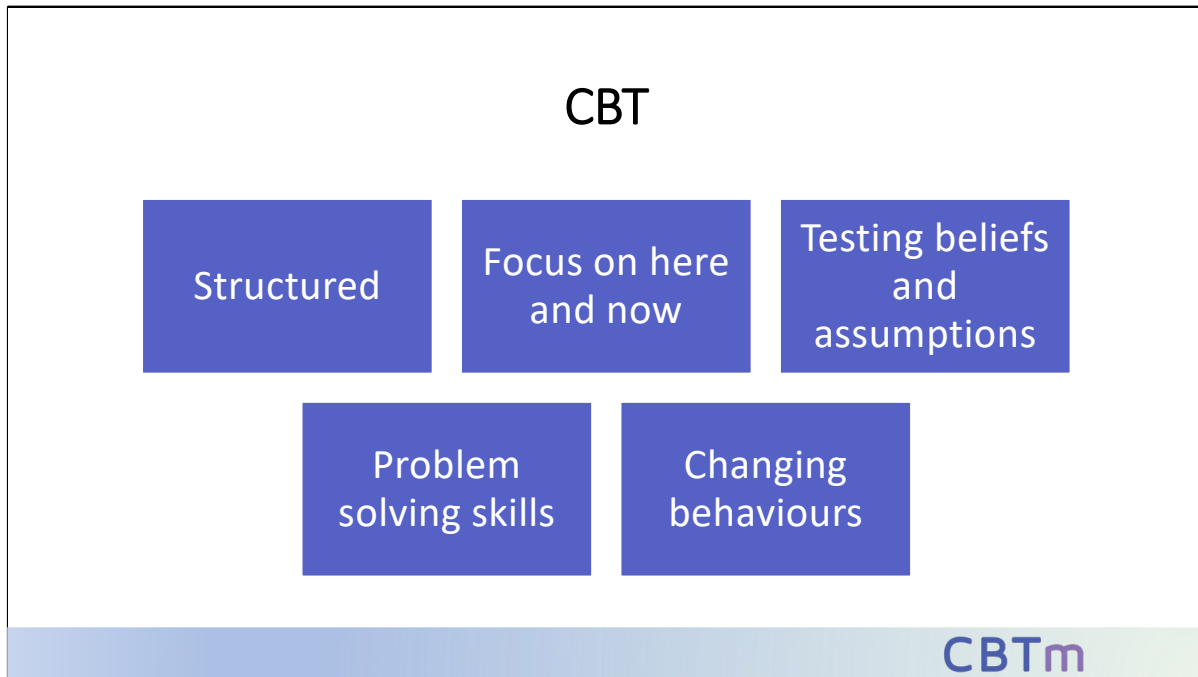 CBT
Structured
Focus on here
and now
Testing beliefs
and
assumptions
Problem
solving skills
Changing
behaviours
CBTm